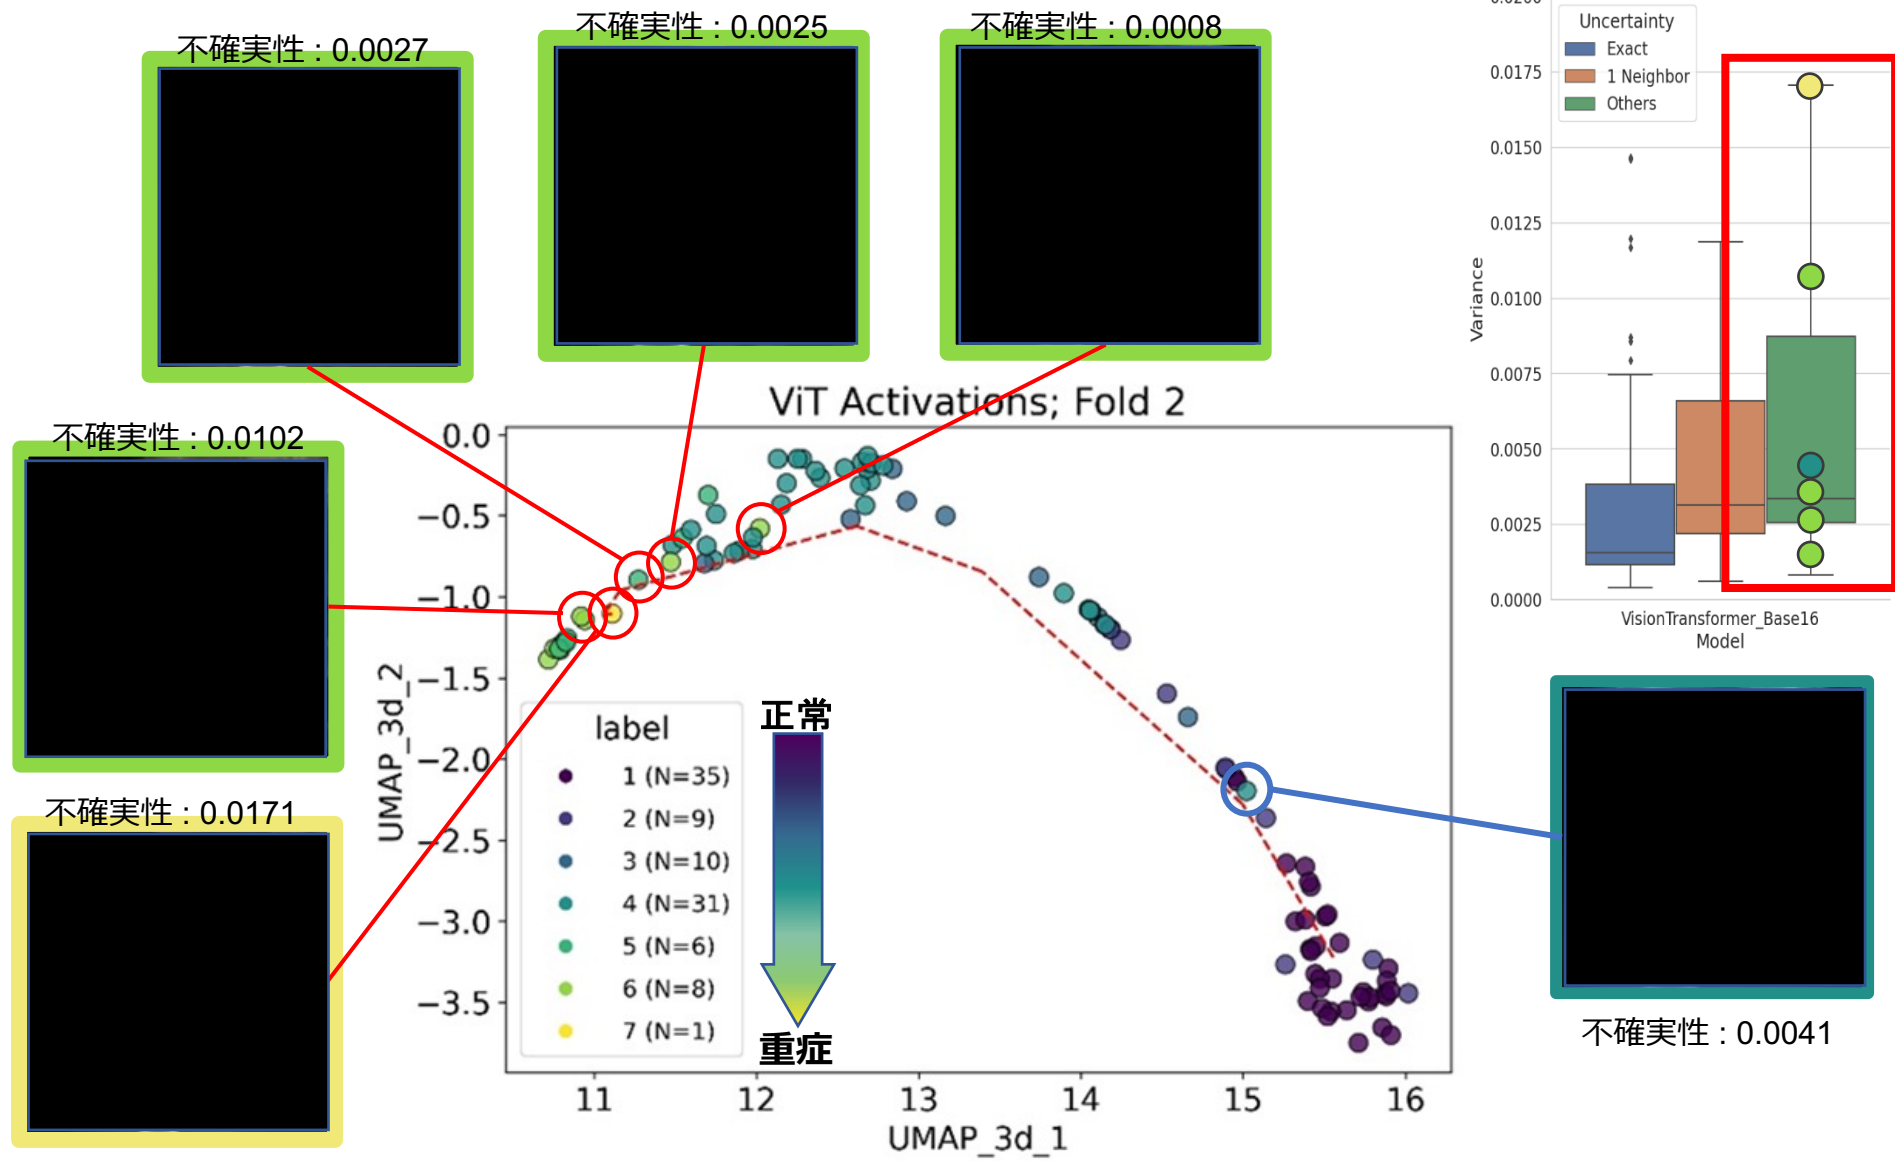 不確実性 : 0.0027
不確実性 : 0.0025
不確実性 : 0.0008
不確実性 : 0.0102
不確実性 : 0.0171
ViT Activations; Fold 2
UMAP_3d_2
0.0
−0.5
−1.0
−1.5
−2.0
−2.5
−3.0
−3.5
label
1 (N=35)
2 (N=9)
3 (N=10)
4 (N=31)
5 (N=6)
6 (N=8)
7 (N=1)
正常
重症
11 12 13 14 15 16
UMAP_3d_1
Uncertainty
Exact
1 Neighbor
Others
Variance
0.0200
0.0175
0.0150
0.0125
0.0100
0.0075
0.0050
0.0025
0.0000
VisionTransformer_Base16
Model
不確実性 : 0.0041